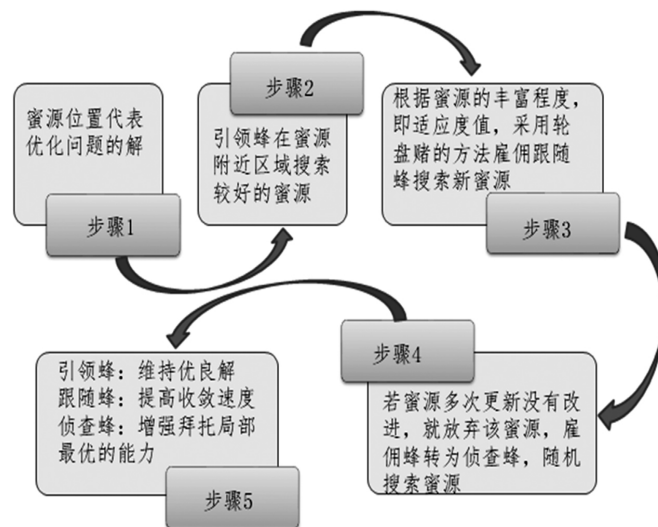 蜜源位置代表
优化问题的解
步骤1
步骤2
引领蜂在蜜源
附近区域搜索
较好的蜜源
根据蜜源的丰富程度，
即适应度值，采用轮
盘赌的方法雇佣跟随
蜂搜索新蜜源
步骤3
步骤4
若蜜源多次更新没有改
进，就放弃该蜜源，雇
佣蜂转为侦查蜂，随机
搜索蜜源
引领蜂：维持优良解
跟随蜂：提高收敛速度
侦查蜂：增强拜托局部
最优的能力
步骤5